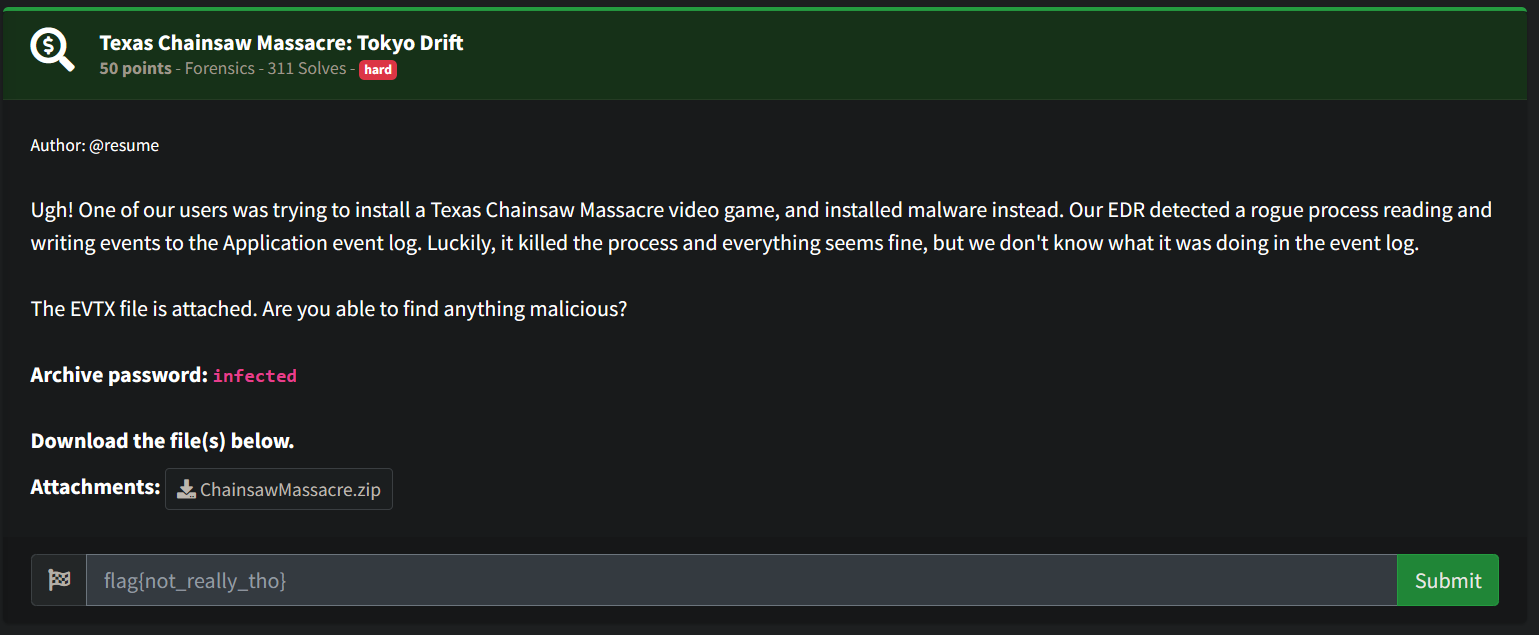 Texas Chainsaw Massacre: Tokyo Drift
50 points - Forensics - 311 Solves - hard
Author: @resume
Ugh! One of our users was trying to install a Texas Chainsaw Massacre video game, and installed malware instead. Our EDR detected a rogue process reading and
writing events to the Application event log. Luckily, it killed the process and everything seems fine, but we don't know what it was doing in the event log.
The EVTX file is attached. Are you able to find anything malicious?
Archive password: infected
Download the file(s) below.
Attachments: ChainsawMassacre.zip
flag{not_really_tho}
Submit